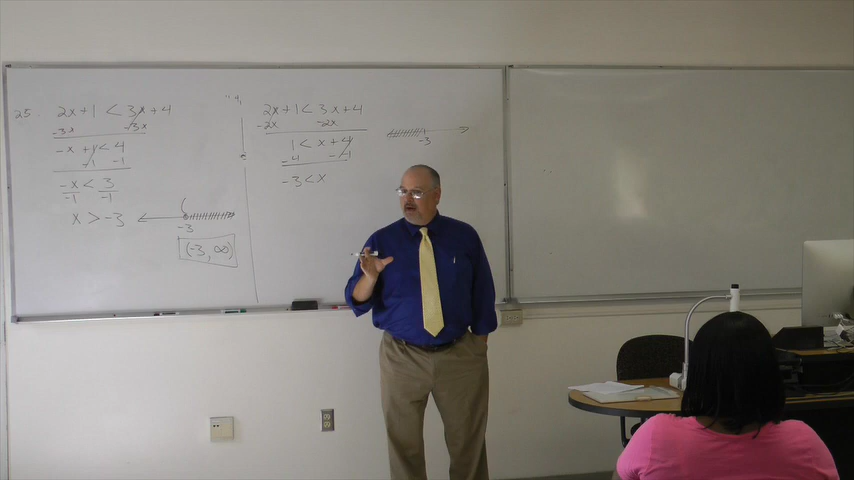 25. 2x+1 < 3x+4
-3x -3x
-x + 1 < 4
-1 -1
-x < 3
-1 -1
x > -3
-3
(-3, ∞)
2x+1 < 3x+4
-2x -2x
1 < x + 4
-4 -4
-3 < x
-3